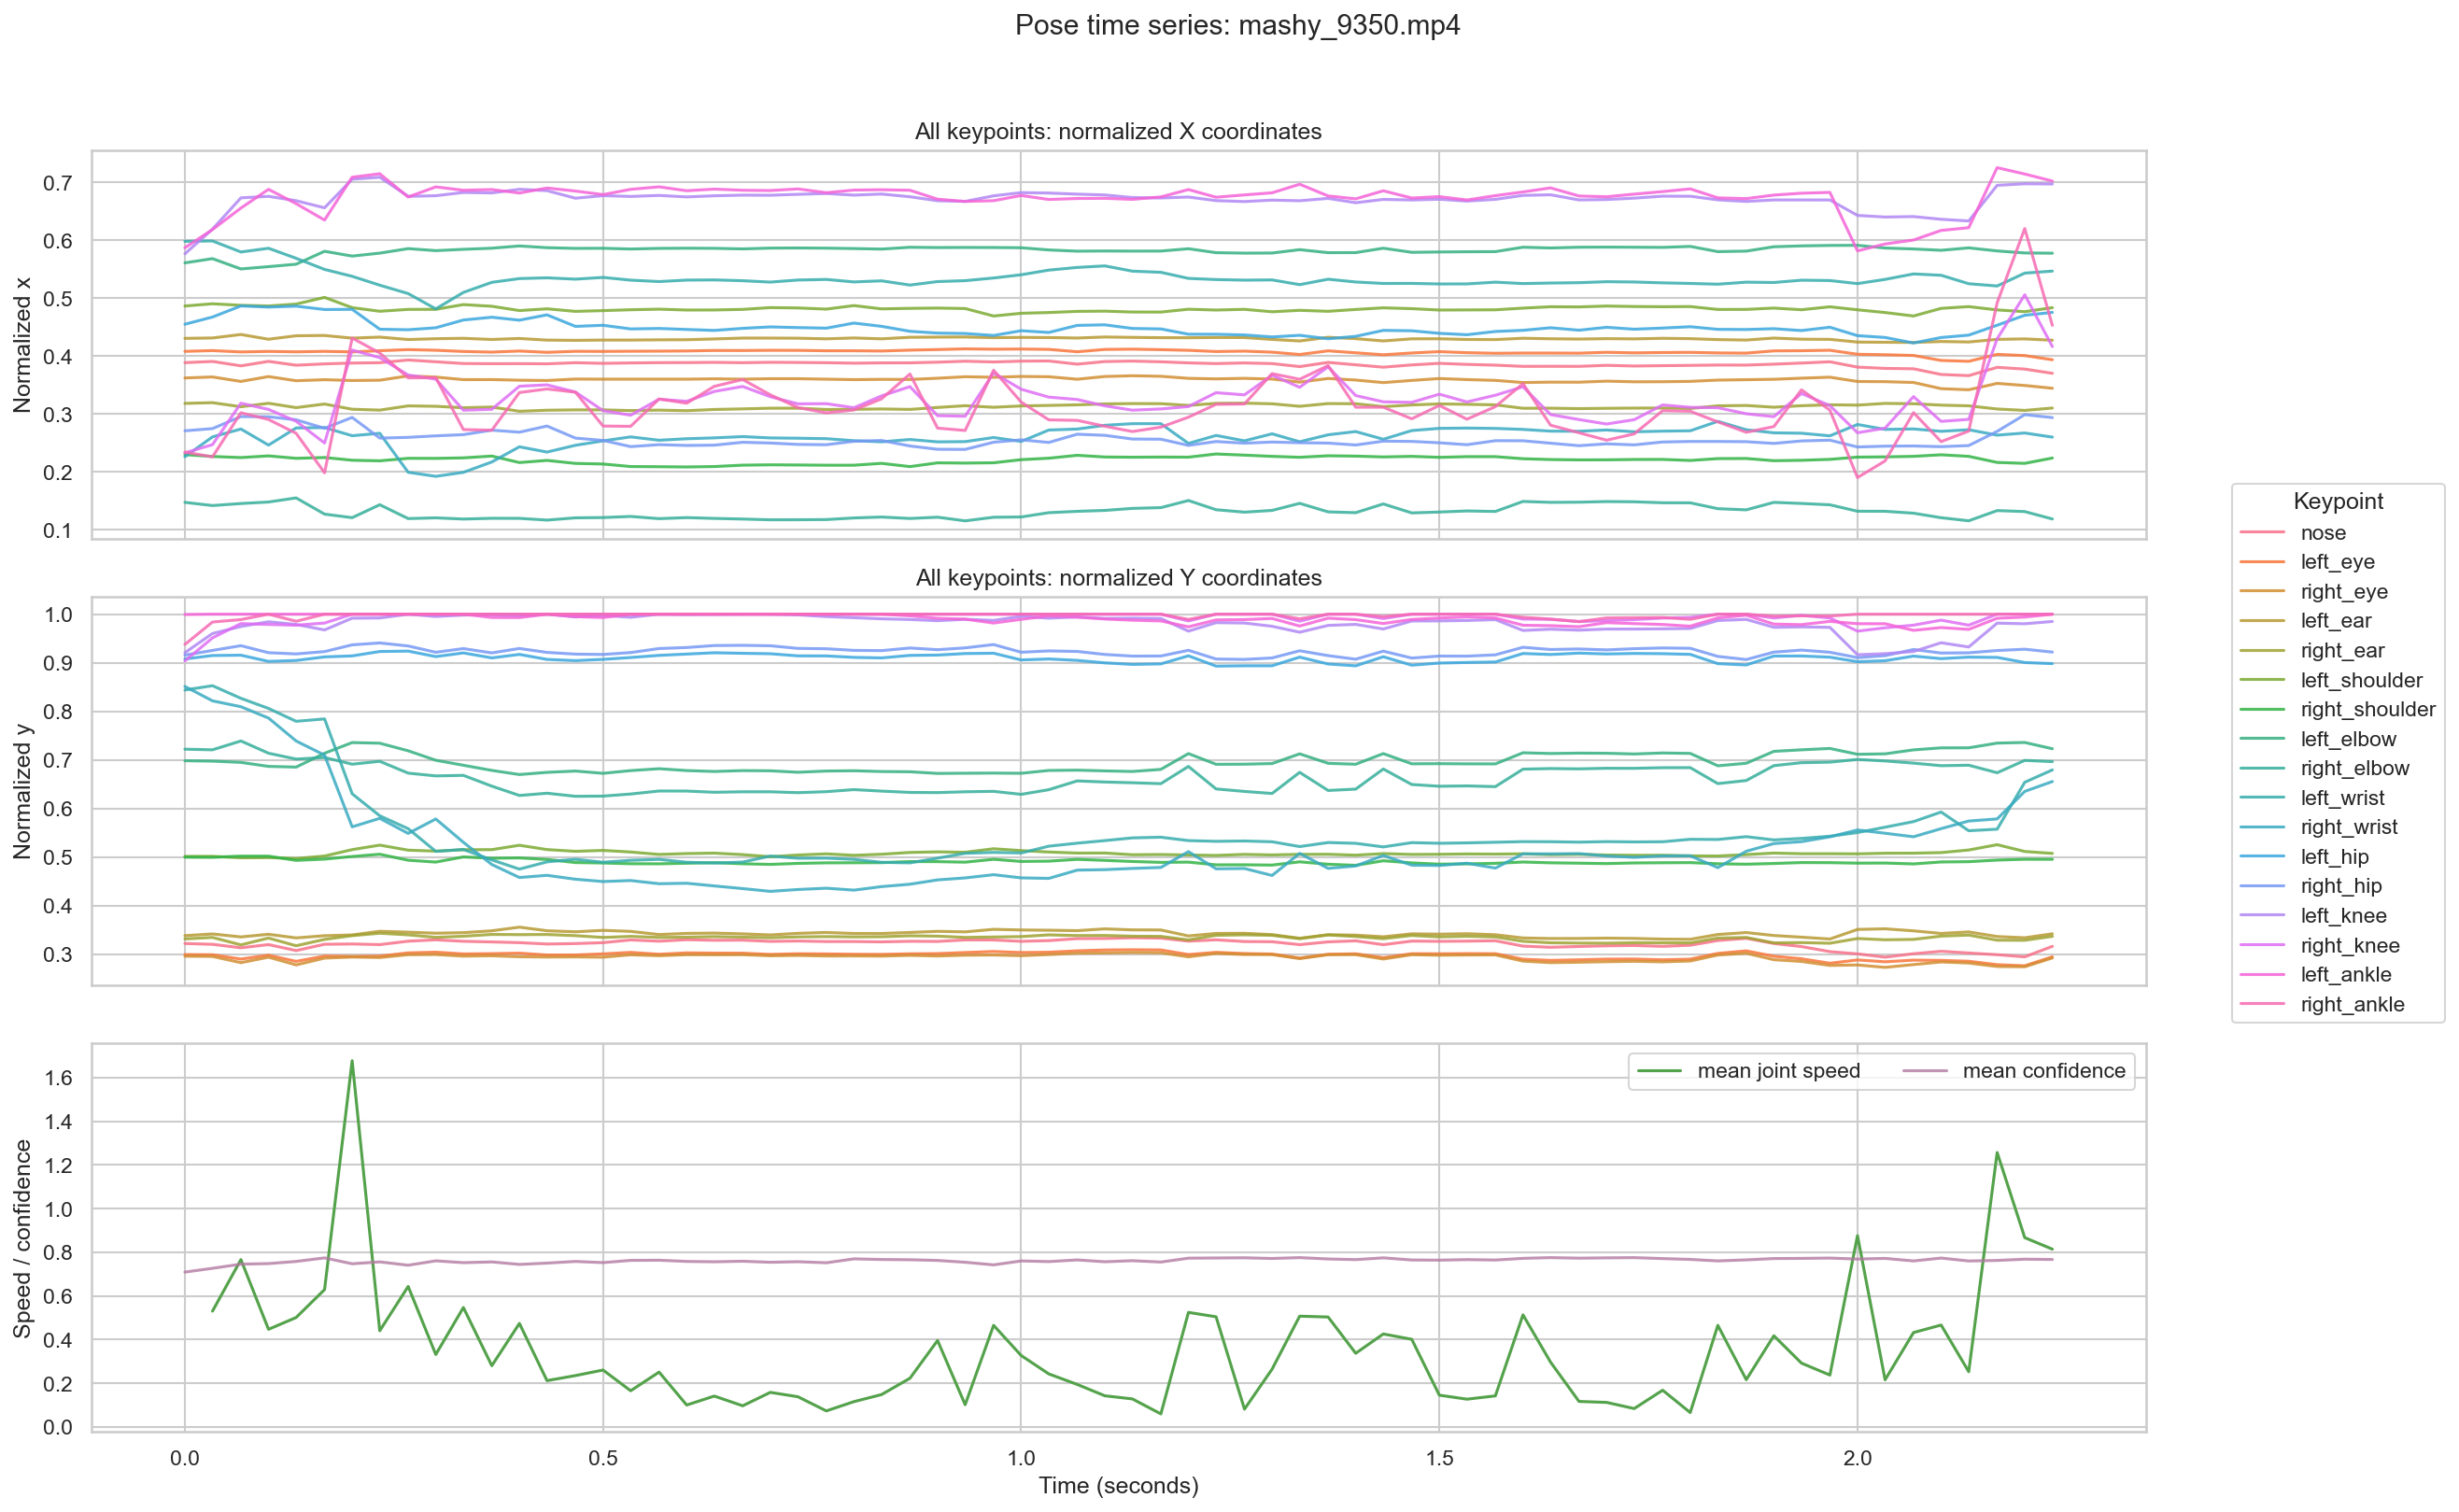 Pose time series: mashy_9350.mp4
All keypoints: normalized X coordinates
Normalized x
0.7
0.6
0.5
0.4
0.3
0.2
0.1
All keypoints: normalized Y coordinates
Normalized y
1.0
0.9
0.8
0.7
0.6
0.5
0.4
0.3
Speed / confidence
1.6
1.4
1.2
1.0
0.8
0.6
0.4
0.2
0.0
mean joint speed mean confidence
0.0 0.5 1.0 1.5 2.0
Time (seconds)
Keypoint
nose
left_eye
right_eye
left_ear
right_ear
left_shoulder
right_shoulder
left_elbow
right_elbow
left_wrist
right_wrist
left_hip
right_hip
left_knee
right_knee
left_ankle
right_ankle